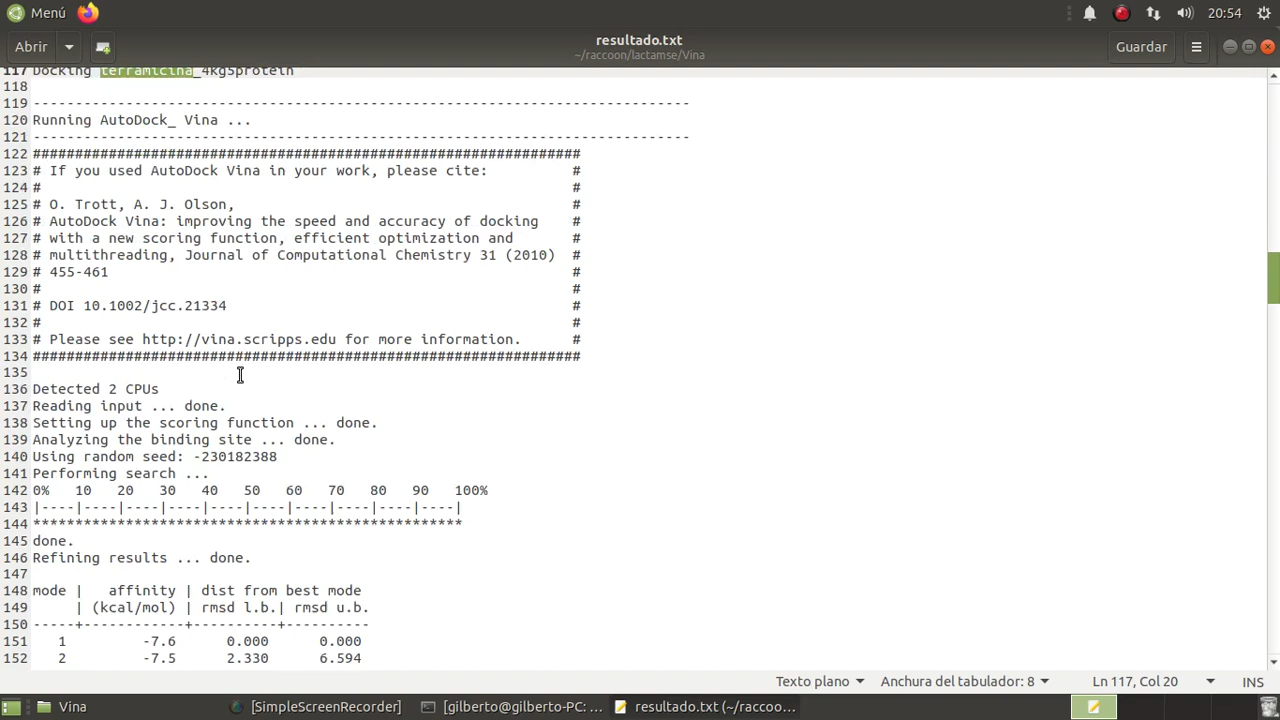 Menú
20:54
Abrir
resultado.txt
~/raccoon/lactamse/Vina
Guardar
117 Docking terramicina_4kg5protein
118
119 ------------------------------------------------------------------------------
120 Running AutoDock_ Vina ...
121 ------------------------------------------------------------------------------
122 #################################################################
123 # If you used AutoDock Vina in your work, please cite:          #
124 #                                                               #
125 # O. Trott, A. J. Olson,                                        #
126 # AutoDock Vina: improving the speed and accuracy of docking    #
127 # with a new scoring function, efficient optimization and       #
128 # multithreading, Journal of Computational Chemistry 31 (2010)  #
129 # 455-461                                                       #
130 #                                                               #
131 # DOI 10.1002/jcc.21334                                         #
132 #                                                               #
133 # Please see http://vina.scripps.edu for more information.      #
134 #################################################################
135
136 Detected 2 CPUs
137 Reading input ... done.
138 Setting up the scoring function ... done.
139 Analyzing the binding site ... done.
140 Using random seed: -230182388
141 Performing search ...
142 0%   10   20   30   40   50   60   70   80   90   100%
143 |----|----|----|----|----|----|----|----|----|----|
144 ***************************************************
145 done.
146 Refining results ... done.
147
148 mode |   affinity | dist from best mode
149      | (kcal/mol) | rmsd l.b.| rmsd u.b.
150 -----+------------+----------+----------
151    1         -7.6      0.000      0.000
152    2         -7.5      2.330      6.594
Texto plano
Anchura del tabulador: 8
Ln 117, Col 20
INS
Vina
[SimpleScreenRecorder]
[gilberto@gilberto-PC: ...
resultado.txt (~/raccoo...